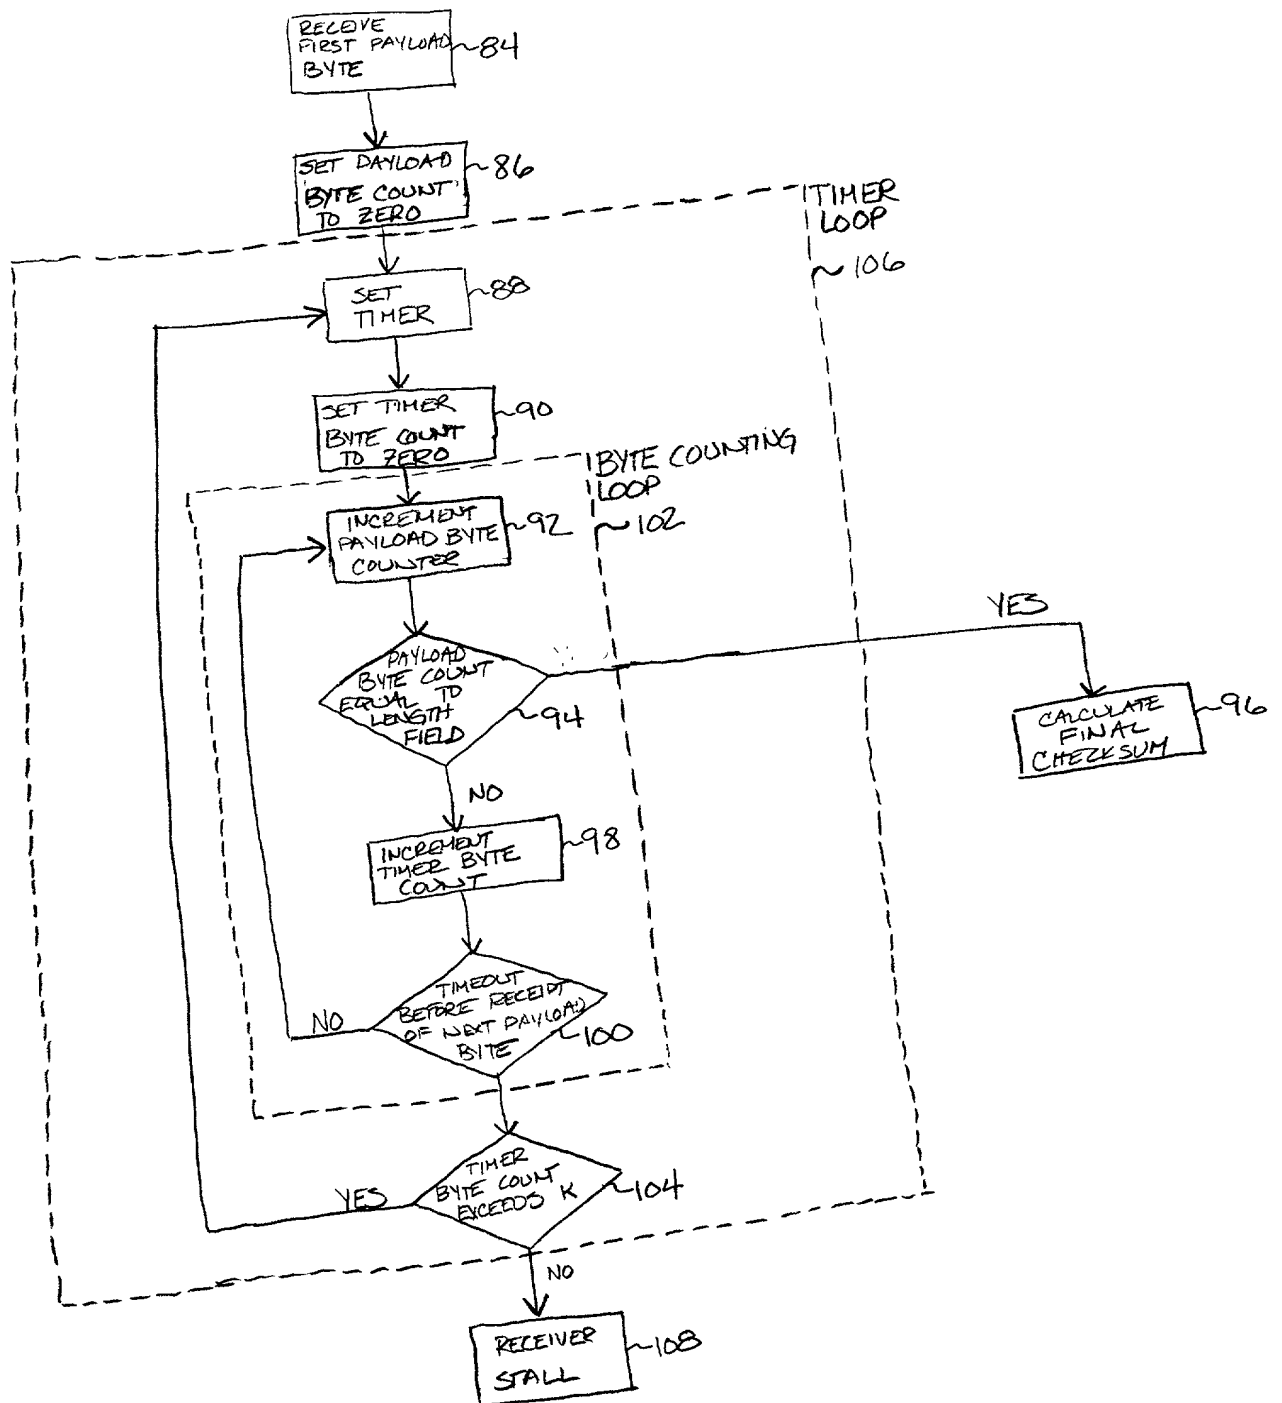 RECEIVE
FIRST PAYLOAD
BYTE
~84
SET PAYLOAD
BYTE COUNT
TO ZERO
~86
TIMER
LOOP
~106
SET
TIMER
~88
SET TIMER
BYTE COUNT
TO ZERO
~90
BYTE COUNTING
LOOP
~102
INCREMENT
PAYLOAD BYTE
COUNTER
~92
PAYLOAD
BYTE COUNT
EQUAL TO
LENGTH
FIELD
~94
YES
CALCULATE
FINAL
CHECKSUM
~96
NO
INCREMENT
TIMER BYTE
COUNT
~98
TIMEOUT
BEFORE RECEIPT
OF NEXT PAYLOAD
BYTE
~100
NO
TIMER
BYTE COUNT
EXCEEDS K
~104
YES
NO
RECEIVER
STALL
~108